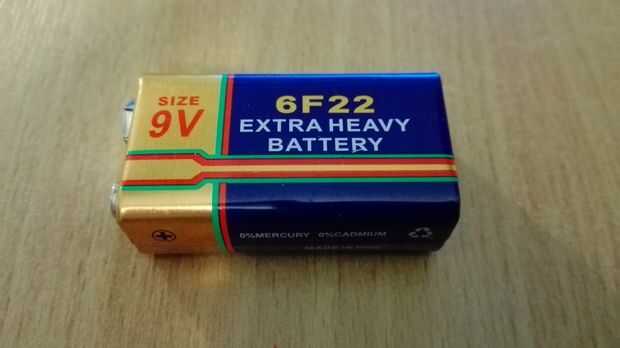 SIZE
9V
6F22
EXTRA HEAVY
BATTERY
0%MERCURY 0%CADMIUM